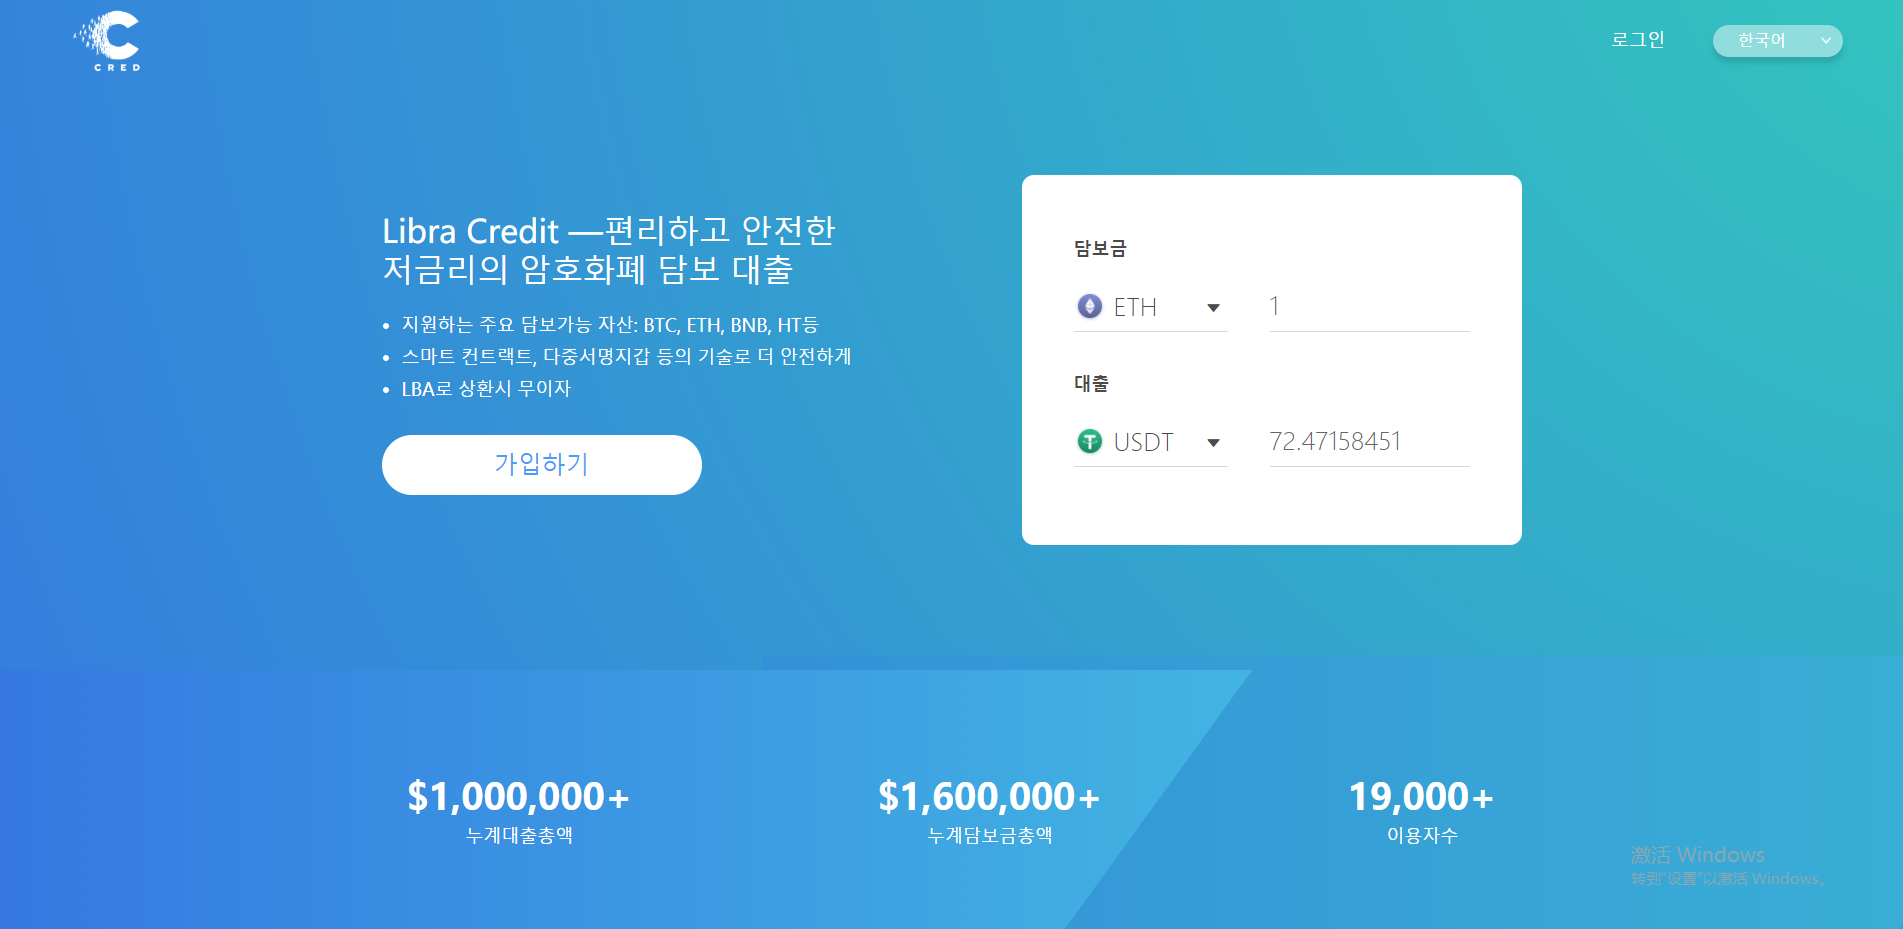 CRED
로그인
한국어
Libra Credit —편리하고 안전한
저금리의 암호화폐 담보 대출
• 지원하는 주요 담보가능 자산: BTC, ETH, BNB, HT등
• 스마트 컨트랙트, 다중서명지갑 등의 기술로 더 안전하게
• LBA로 상환시 무이자
가입하기
담보금
ETH 1
대출
USDT 72.47158451
$1,000,000+
누계대출총액
$1,600,000+
누계담보금총액
19,000+
이용자수
激活 Windows
转到"设置"以激活 Windows。